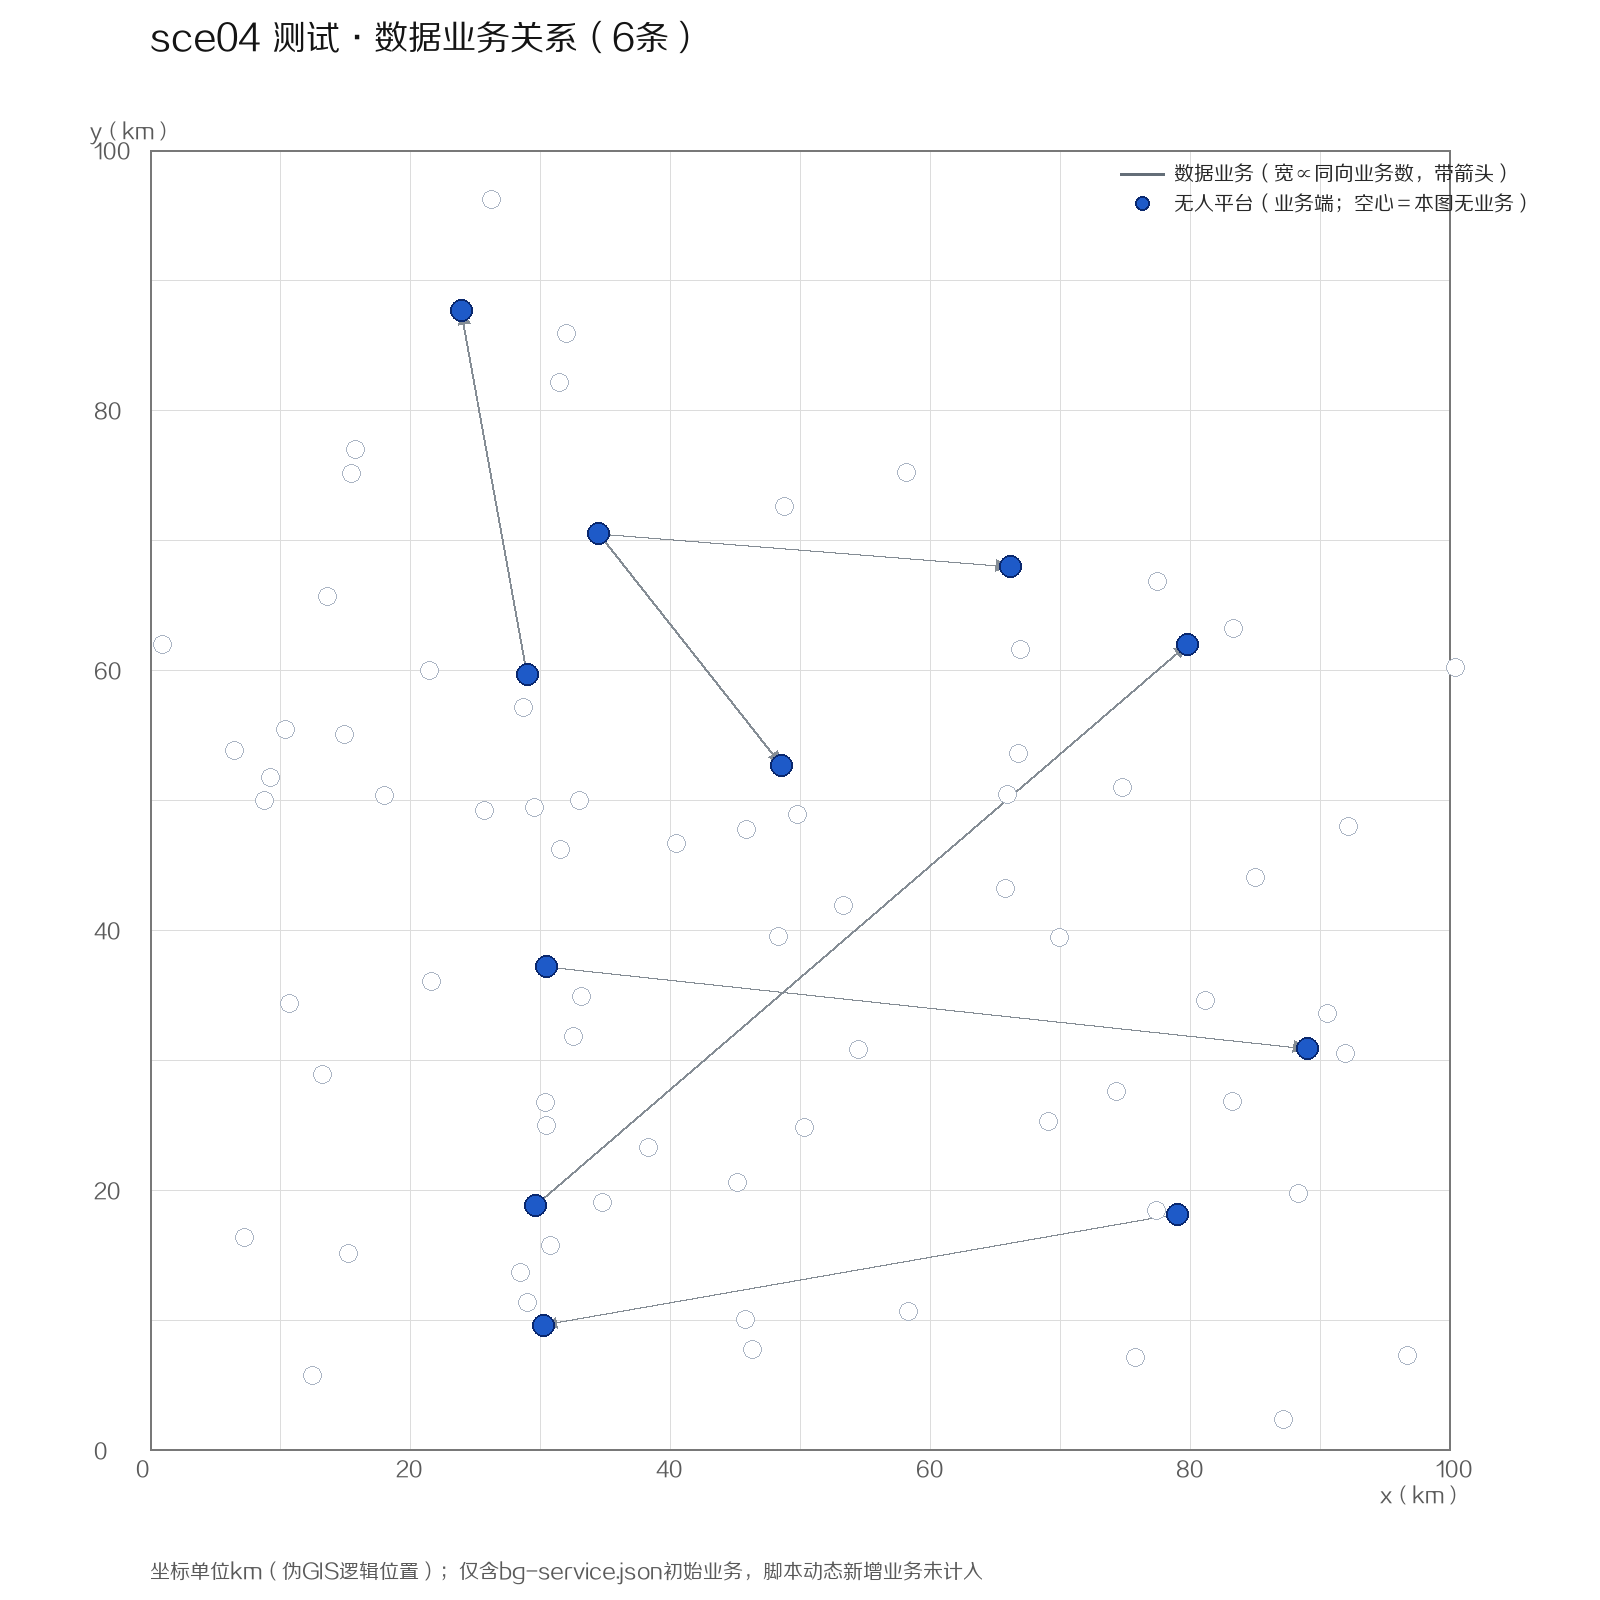 sce04 测试·数据业务关系（6条）
y（km）
数据业务（宽∝同向业务数，带箭头）
无人平台（业务端；空心＝本图无业务）
100
80
60
40
20
0
0 20 40 60 80 100
x（km）
坐标单位km（伪GIS逻辑位置）；仅含bg-service.json初始业务，脚本动态新增业务未计入